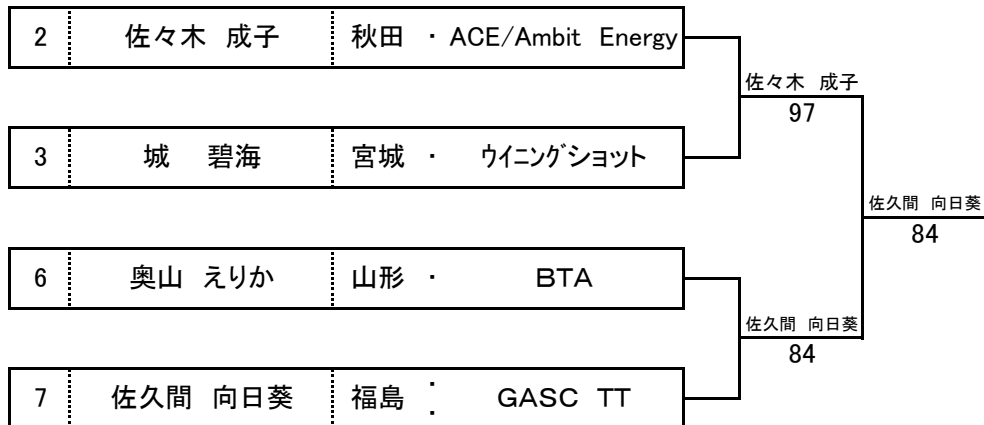 2 佐々木 成子 秋田 ・ ACE/Ambit Energy
佐々木 成子
97
3 城 碧海 宮城 ・ ウイニングショット
佐久間 向日葵
84
6 奥山 えりか 山形 ・ BTA
佐久間 向日葵
84
7 佐久間 向日葵 福島 ・ ・ GASC TT